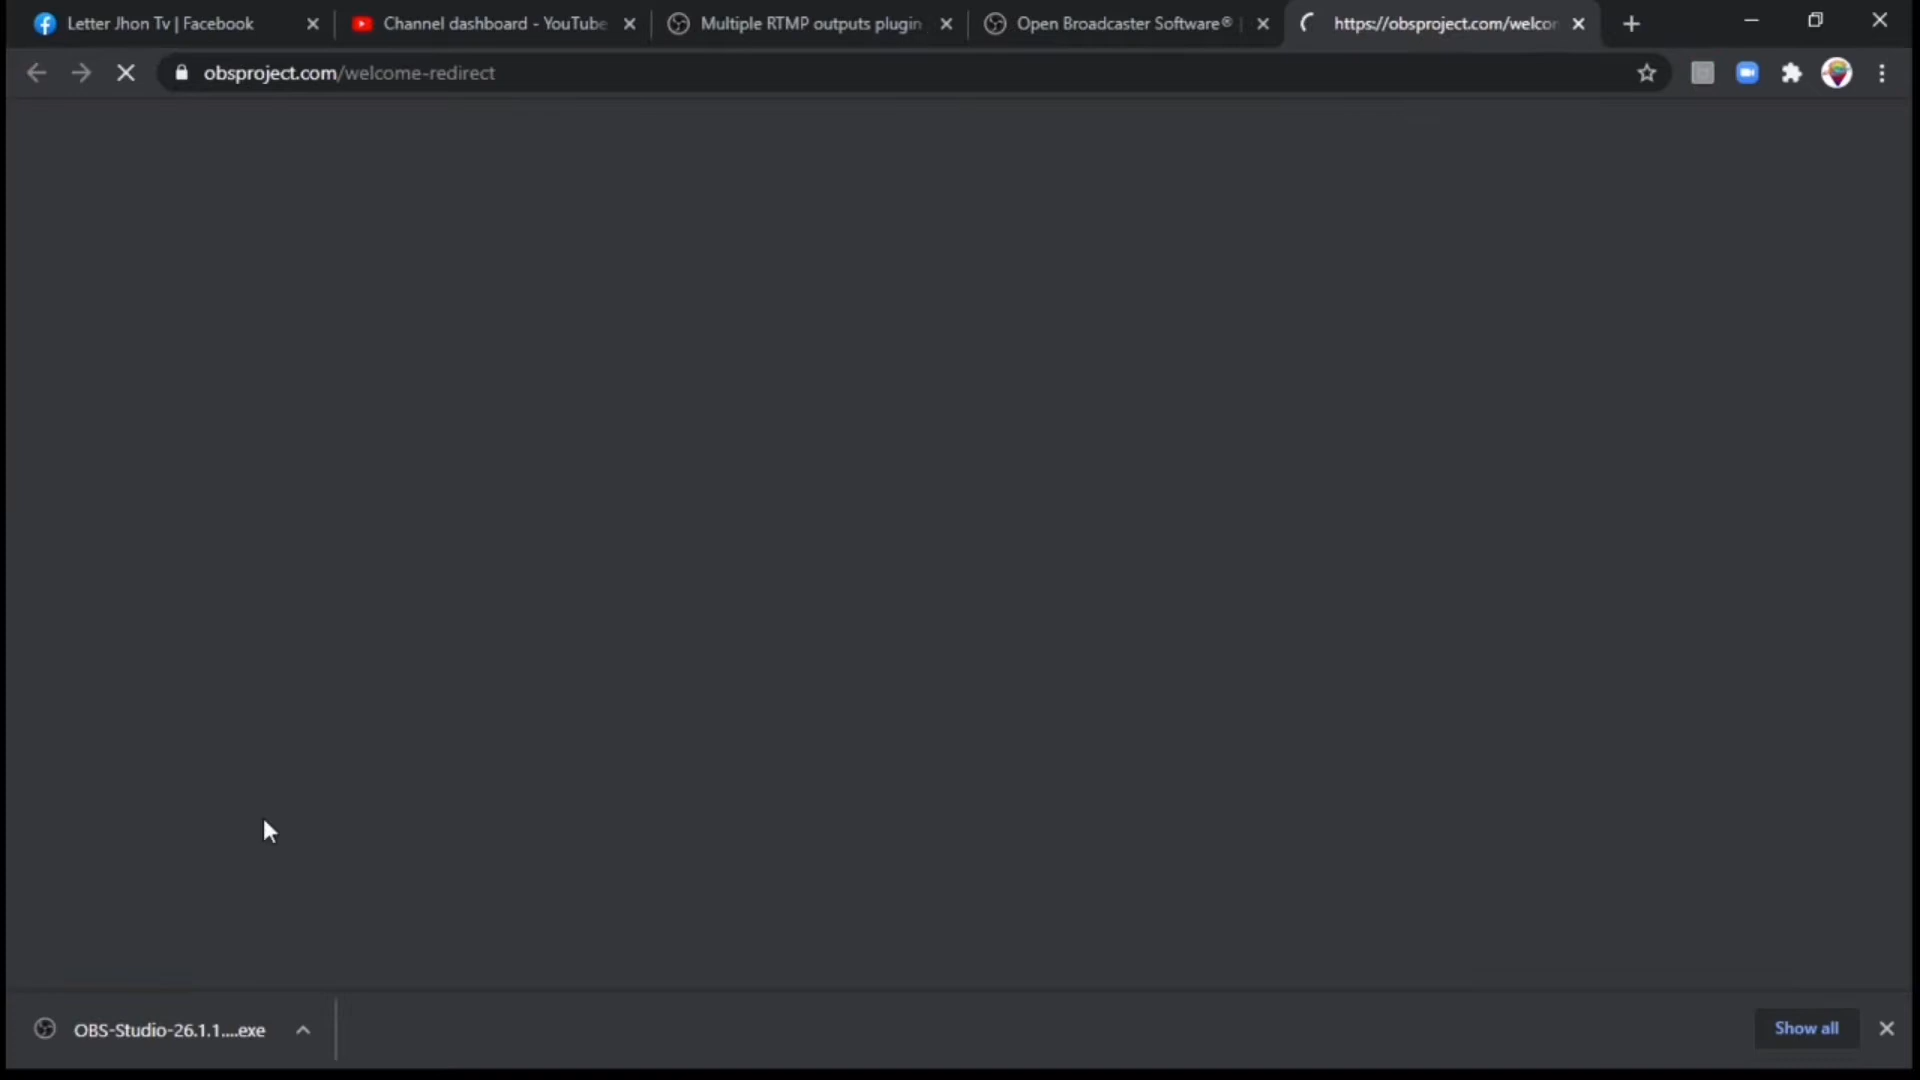 Letter Jhon Tv | Facebook
Channel dashboard - YouTube
Multiple RTMP outputs plugin
Open Broadcaster Software® |
https://obsproject.com/welcor
obsproject.com/welcome-redirect
OBS-Studio-26.1.1....exe
Show all